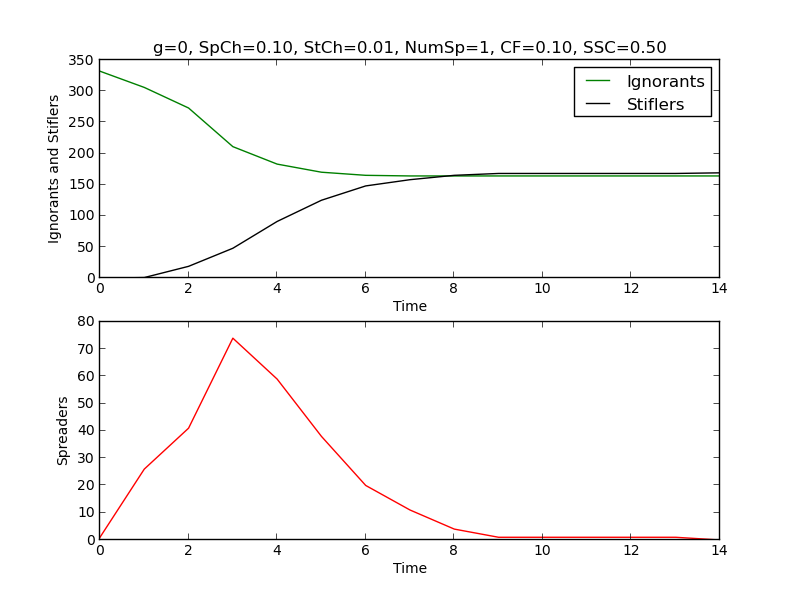 g=0, SpCh=0.10, StCh=0.01, NumSp=1, CF=0.10, SSC=0.50
350
300
250
200
150
100
50
0
Ignorants and Stiflers
Ignorants
Stiflers
0 2 4 6 8 10 12 14
Time
80
70
60
50
40
30
20
10
0
Spreaders
0 2 4 6 8 10 12 14
Time